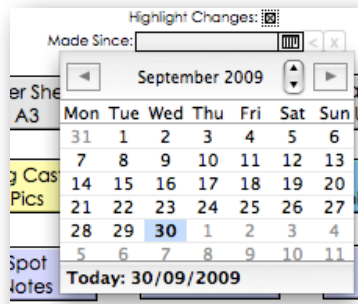 Highlight Changes:
Made Since: < x
September 2009
er She
A3
Mon Tue Wed Thu Fri Sat Sun
31 1 2 3 4 5 6
7 8 9 10 11 12 13
g Cas
Pics
14 15 16 17 18 19 20
21 22 23 24 25 26 27
28 29 30 1 2 3 4
5 6 7 8 9 10 11
Spot
Notes
Today: 30/09/2009